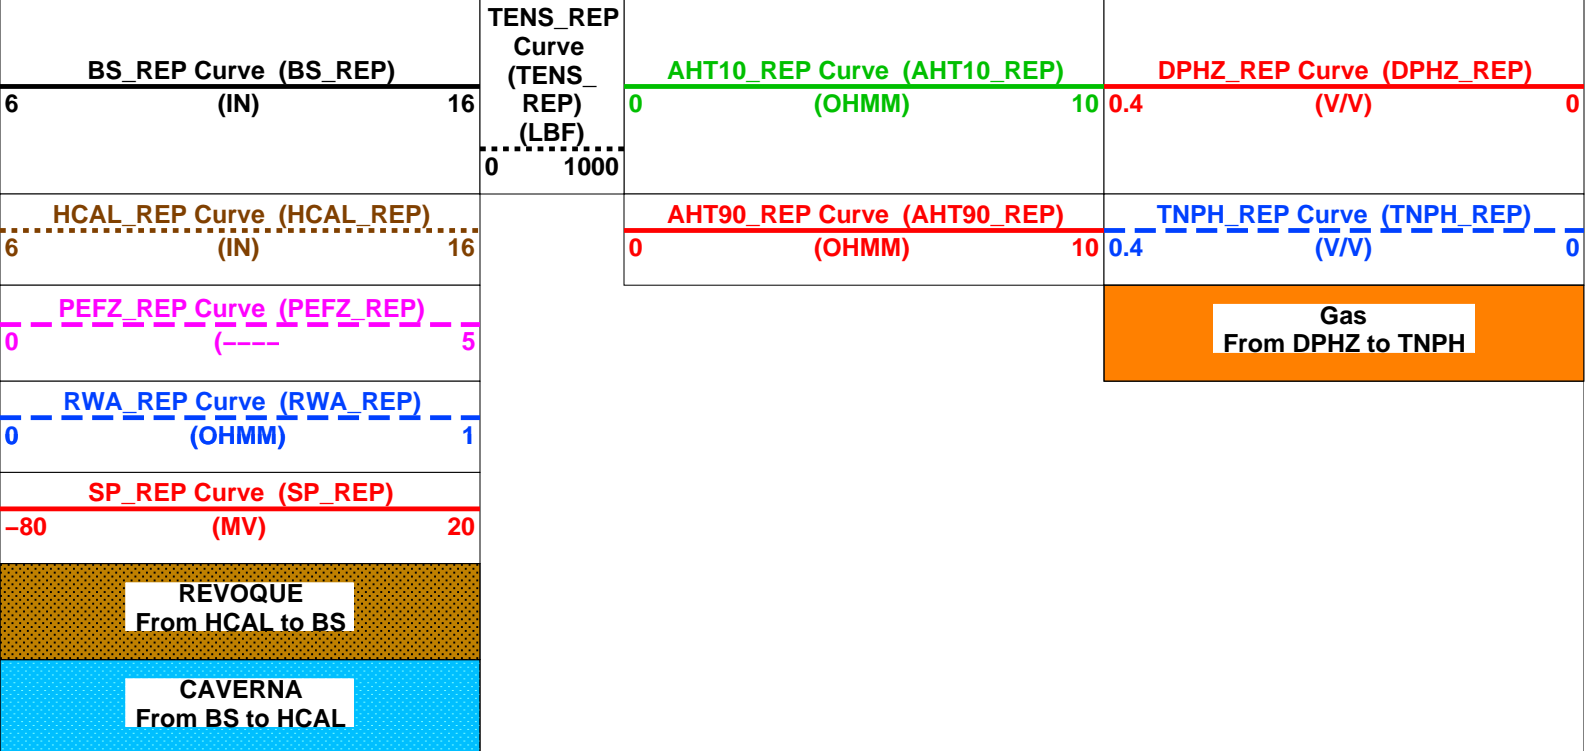 BS_REP Curve (BS_REP)
6 (IN) 16
TENS_REP
Curve
(TENS_
REP)
(LBF)
0 1000
AHT10_REP Curve (AHT10_REP)
0 (OHMM) 10
DPHZ_REP Curve (DPHZ_REP)
0.4 (V/V) 0
HCAL_REP Curve (HCAL_REP)
6 (IN) 16
AHT90_REP Curve (AHT90_REP)
0 (OHMM) 10
TNPH_REP Curve (TNPH_REP)
0.4 (V/V) 0
PEFZ_REP Curve (PEFZ_REP)
0 (−−−− 5
Gas
From DPHZ to TNPH
RWA_REP Curve (RWA_REP)
0 (OHMM) 1
SP_REP Curve (SP_REP)
−80 (MV) 20
REVOQUE
From HCAL to BS
CAVERNA
From BS to HCAL